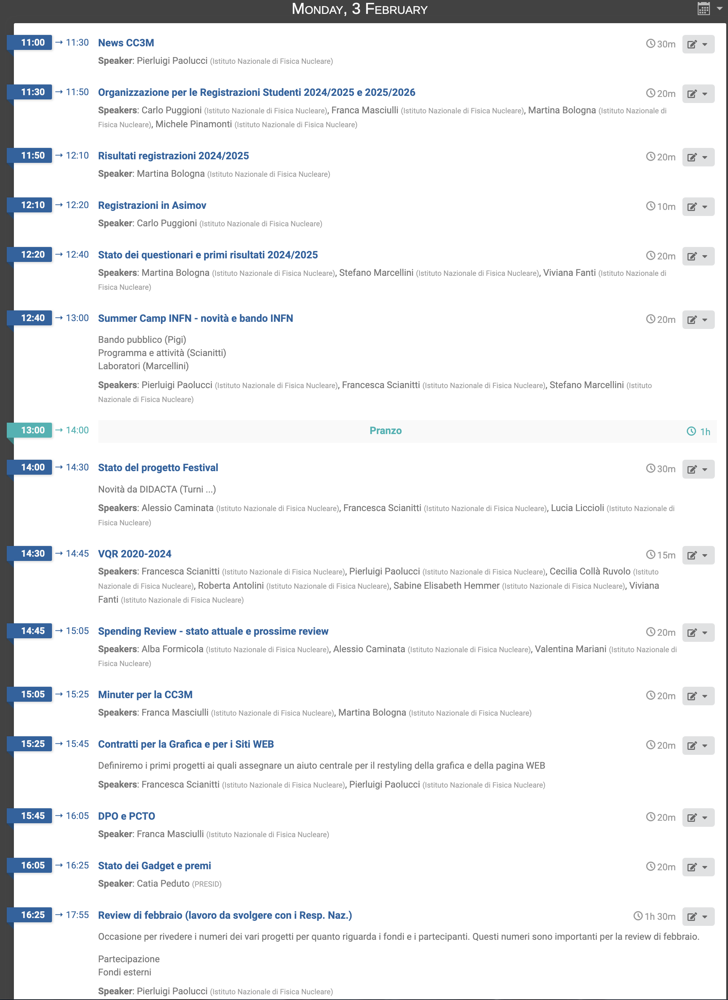 Monday, 3 February
11:00 → 11:30 News CC3M 30m
Speaker: Pierluigi Paolucci (Istituto Nazionale di Fisica Nucleare)
11:30 → 11:50 Organizzazione per le Registrazioni Studenti 2024/2025 e 2025/2026 20m
Speakers: Carlo Puggioni (Istituto Nazionale di Fisica Nucleare), Franca Masciulli (Istituto Nazionale di Fisica Nucleare), Martina Bologna (Istituto Nazionale di
Fisica Nucleare), Michele Pinamonti (Istituto Nazionale di Fisica Nucleare)
11:50 → 12:10 Risultati registrazioni 2024/2025 20m
Speaker: Martina Bologna (Istituto Nazionale di Fisica Nucleare)
12:10 → 12:20 Registrazioni in Asimov 10m
Speaker: Carlo Puggioni (Istituto Nazionale di Fisica Nucleare)
12:20 → 12:40 Stato dei questionari e primi risultati 2024/2025 20m
Speakers: Martina Bologna (Istituto Nazionale di Fisica Nucleare), Stefano Marcellini (Istituto Nazionale di Fisica Nucleare), Viviana Fanti (Istituto Nazionale di
Fisica Nucleare)
12:40 → 13:00 Summer Camp INFN - novità e bando INFN 20m
Bando pubblico (Pigi)
Programma e attività (Scianitti)
Laboratori (Marcellini)
Speakers: Pierluigi Paolucci (Istituto Nazionale di Fisica Nucleare), Francesca Scianitti (Istituto Nazionale di Fisica Nucleare), Stefano Marcellini (Istituto
Nazionale di Fisica Nucleare)
13:00 → 14:00 Pranzo 1h
14:00 → 14:30 Stato del progetto Festival 30m
Novità da DIDACTA (Turni ...)
Speakers: Alessio Caminata (Istituto Nazionale di Fisica Nucleare), Francesca Scianitti (Istituto Nazionale di Fisica Nucleare), Lucia Liccioli (Istituto Nazionale di
Fisica Nucleare)
14:30 → 14:45 VQR 2020-2024 15m
Speakers: Francesca Scianitti (Istituto Nazionale di Fisica Nucleare), Pierluigi Paolucci (Istituto Nazionale di Fisica Nucleare), Cecilia Collà Ruvolo (Istituto
Nazionale di Fisica Nucleare), Roberta Antolini (Istituto Nazionale di Fisica Nucleare), Sabine Elisabeth Hemmer (Istituto Nazionale di Fisica Nucleare), Viviana
Fanti (Istituto Nazionale di Fisica Nucleare)
14:45 → 15:05 Spending Review - stato attuale e prossime review 20m
Speakers: Alba Formicola (Istituto Nazionale di Fisica Nucleare), Alessio Caminata (Istituto Nazionale di Fisica Nucleare), Valentina Mariani (Istituto Nazionale di
Fisica Nucleare)
15:05 → 15:25 Minuter per la CC3M 20m
Speakers: Franca Masciulli (Istituto Nazionale di Fisica Nucleare), Martina Bologna (Istituto Nazionale di Fisica Nucleare)
15:25 → 15:45 Contratti per la Grafica e per i Siti WEB 20m
Definiremo i primi progetti ai quali assegnare un aiuto centrale per il restyling della grafica e della pagina WEB
Speakers: Francesca Scianitti (Istituto Nazionale di Fisica Nucleare), Pierluigi Paolucci (Istituto Nazionale di Fisica Nucleare)
15:45 → 16:05 DPO e PCTO 20m
Speaker: Franca Masciulli (Istituto Nazionale di Fisica Nucleare)
16:05 → 16:25 Stato dei Gadget e premi 20m
Speaker: Catia Peduto (PRESID)
16:25 → 17:55 Review di febbraio (lavoro da svolgere con i Resp. Naz.) 1h 30m
Occasione per rivedere i numeri dei vari progetti per quanto riguarda i fondi e i partecipanti. Questi numeri sono importanti per la review di febbraio.
Partecipazione
Fondi esterni
Speaker: Pierluigi Paolucci (Istituto Nazionale di Fisica Nucleare)